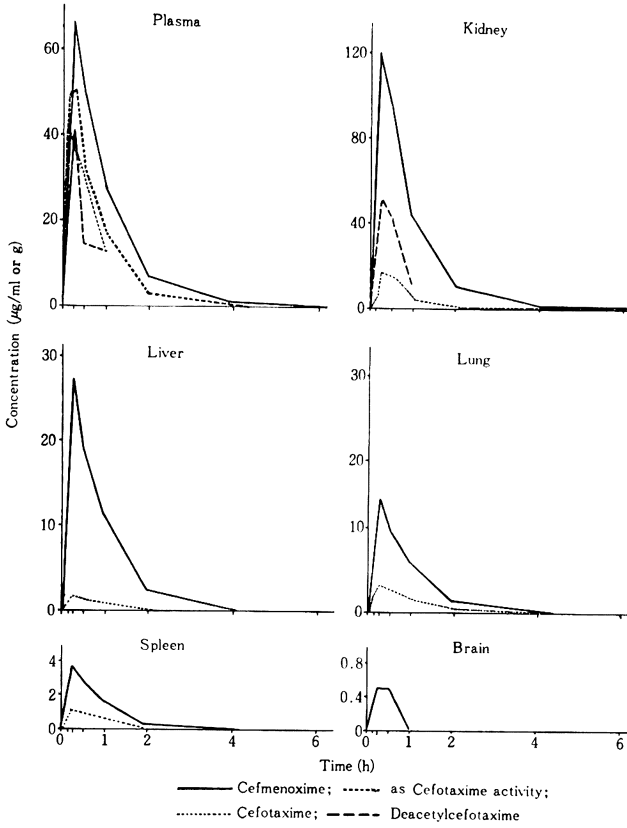 Plasma
60
40
20
0
Kidney
120
80
40
0
Concentration (μg/ml or g)
Liver
30
20
10
0
Lung
30
20
10
0
Spleen
4
2
0
0 1 2 4 6
Brain
0.8
0.4
0
0 1 2 4 6
Time (h)
Cefmenoxime; as Cefotaxime activity;
Cefotaxime; Deacetylcefotaxime